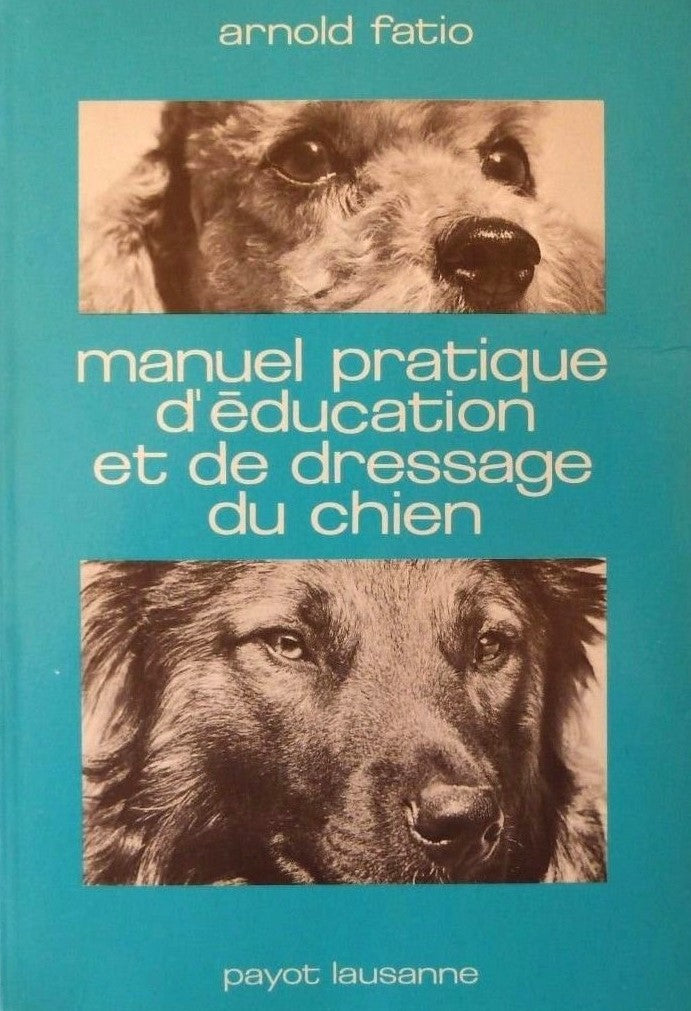 arnold fatio
manuel pratique
d'éducation
et de dressage
du chien
payot lausanne